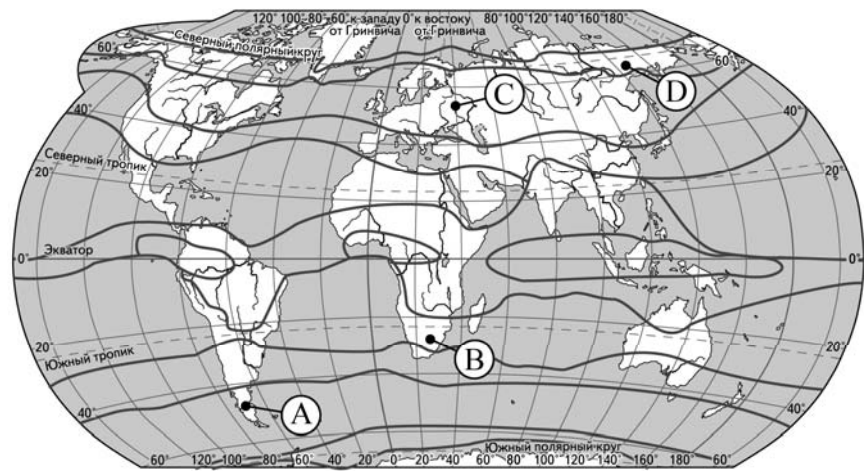 120° 100° 80° 60° к западу 0° к востоку 80° 100° 120° 140° 160° 180°
от Гринвича от Гринвича
Северный полярный круг
60° 60°
40° 40°
C
D
Северный тропик
20° 20°
Экватор
0° 0°
B
Южный тропик
20° 20°
A
40° 40°
Южный полярный круг
60° 120° 100° 80° 60° 40° 20° 0° 20° 40° 60° 80° 100° 120° 140° 160° 180° 60°